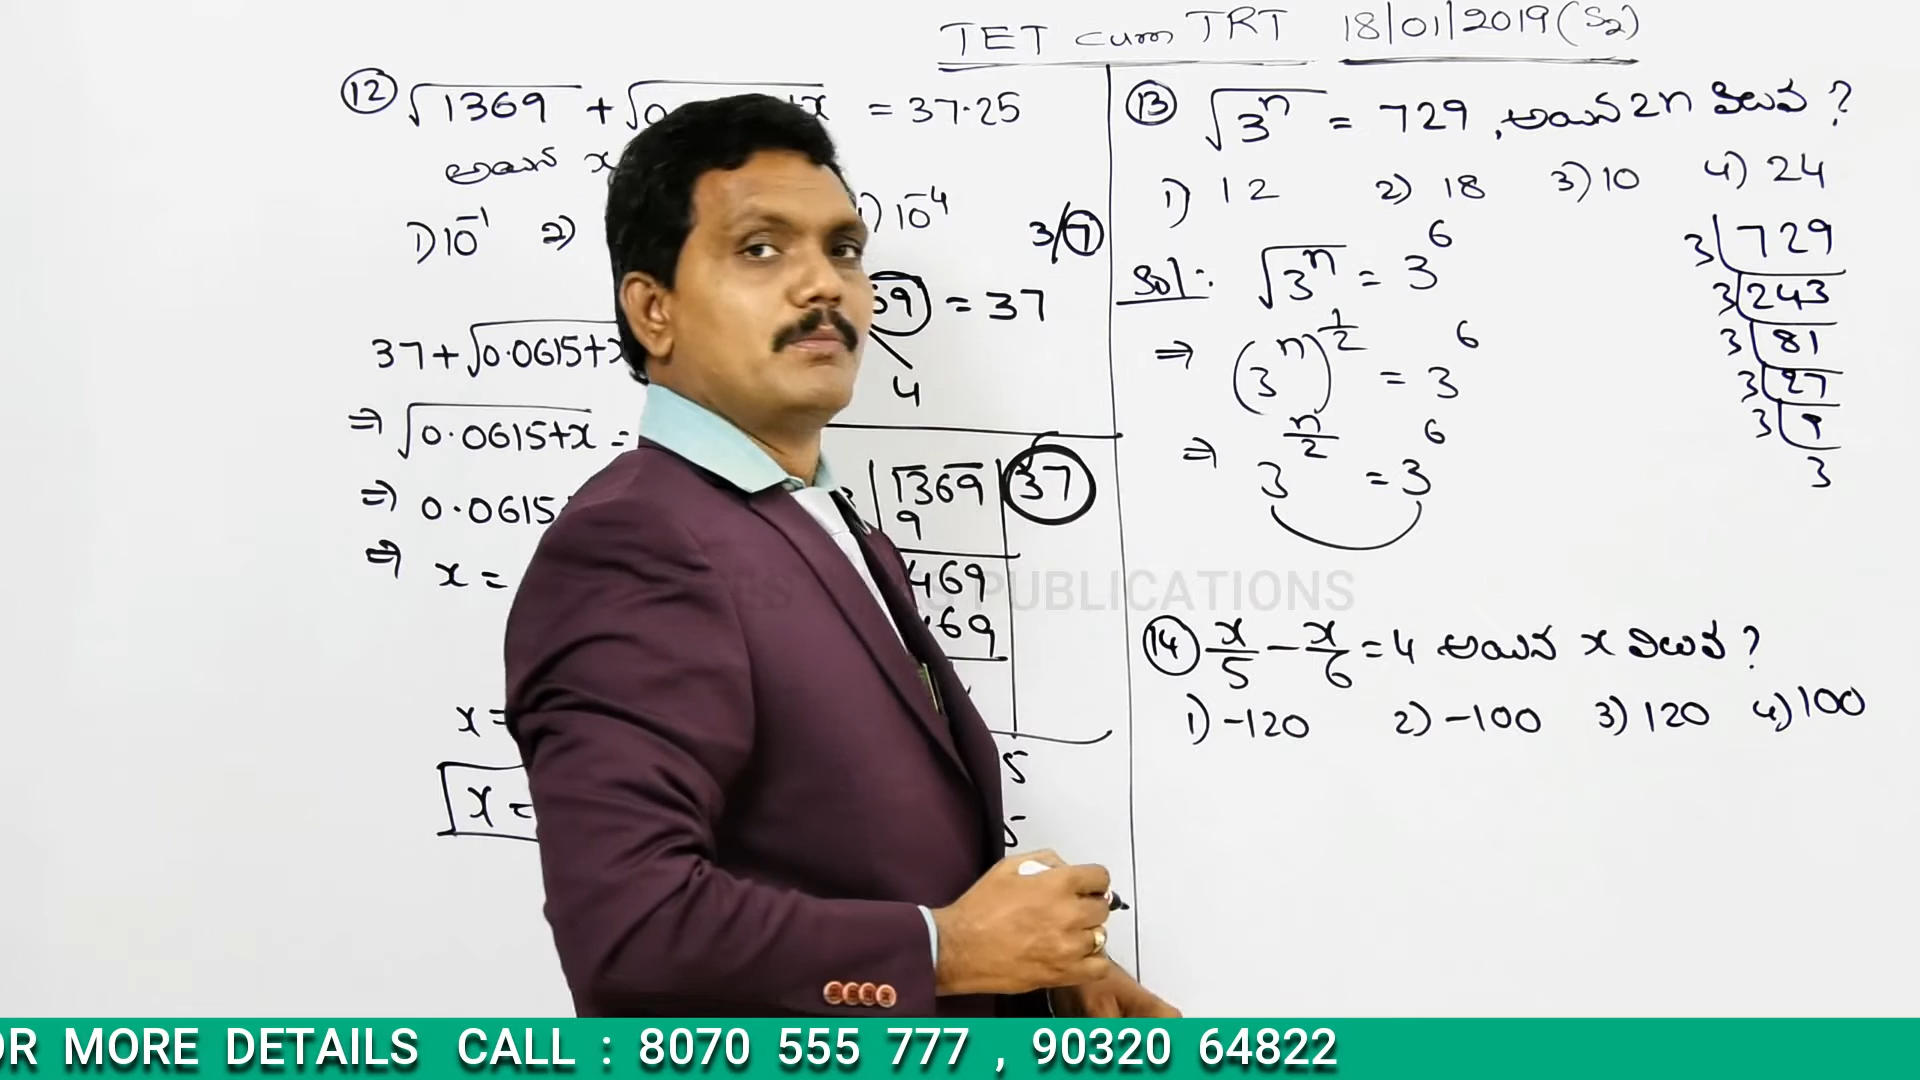 TET cum TRT 18/01/2019 (S2)
12 √1369 + √0 +x = 37.25
అయిన x
1) 10⁻¹ 2) 10⁻⁴
3/7
69 = 37
4
37+√0.0615+x
⇒ √0.0615+x =
⇒ 0.0615
⇒ x =
x =
x =
1369 37
9
469
69
5
5
13 √3ⁿ = 729, అయిన 2n విలువ ?
1) 12 2) 18 3) 10 4) 24
Sol: √3ⁿ = 3⁶
⇒ (3ⁿ)^(1/2) = 3⁶
⇒ 3^(n/2) = 3⁶
3 729
3 243
3 81
3 27
3 9
3
PUBLICATIONS
14 x/5 − x/6 = 4 అయిన x విలువ ?
1) -120 2) -100 3) 120 4) 100
OR MORE DETAILS CALL : 8070 555 777 , 90320 64822